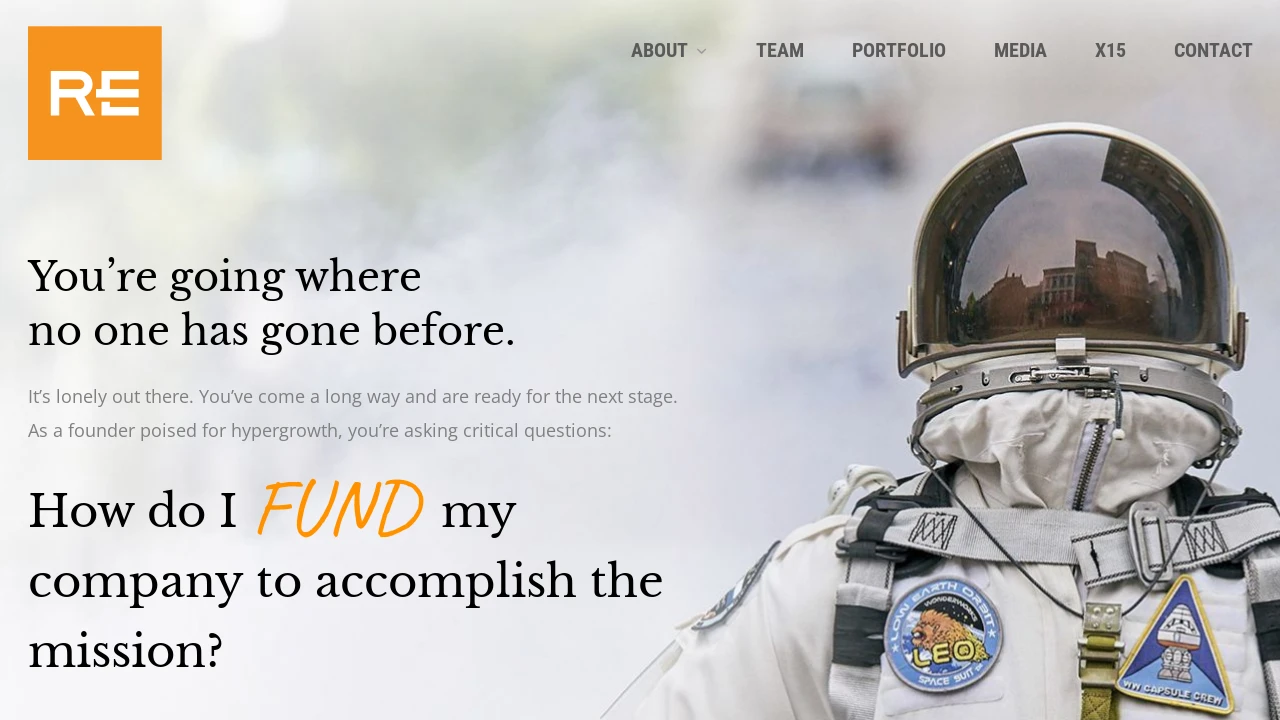 RE
ABOUT
TEAM
PORTFOLIO
MEDIA
X15
CONTACT
You’re going where
no one has gone before.
It’s lonely out there. You’ve come a long way and are ready for the next stage.
As a founder poised for hypergrowth, you’re asking critical questions:
How do I FUND my
company to accomplish the
mission?
LOW EARTH ORBIT
WONDERWORKS
LEO
SPACE SUIT
WW CAPSULE CREW